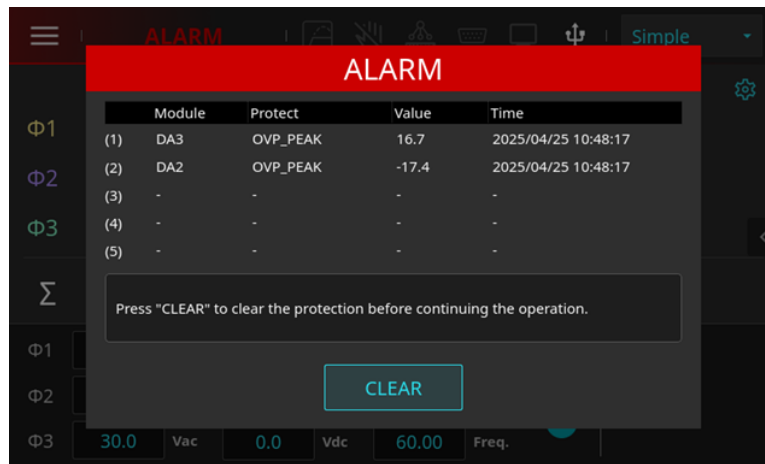 ALARM
Simple
ALARM
Module Protect Value Time
(1) DA3 OVP_PEAK 16.7 2025/04/25 10:48:17
(2) DA2 OVP_PEAK -17.4 2025/04/25 10:48:17
(3) - - - -
(4) - - - -
(5) - - - -
Press "CLEAR" to clear the protection before continuing the operation.
CLEAR
Φ1
Φ2
Φ3
Σ
Φ1
Φ2
Φ3 30.0 Vac 0.0 Vdc 60.00 Freq.